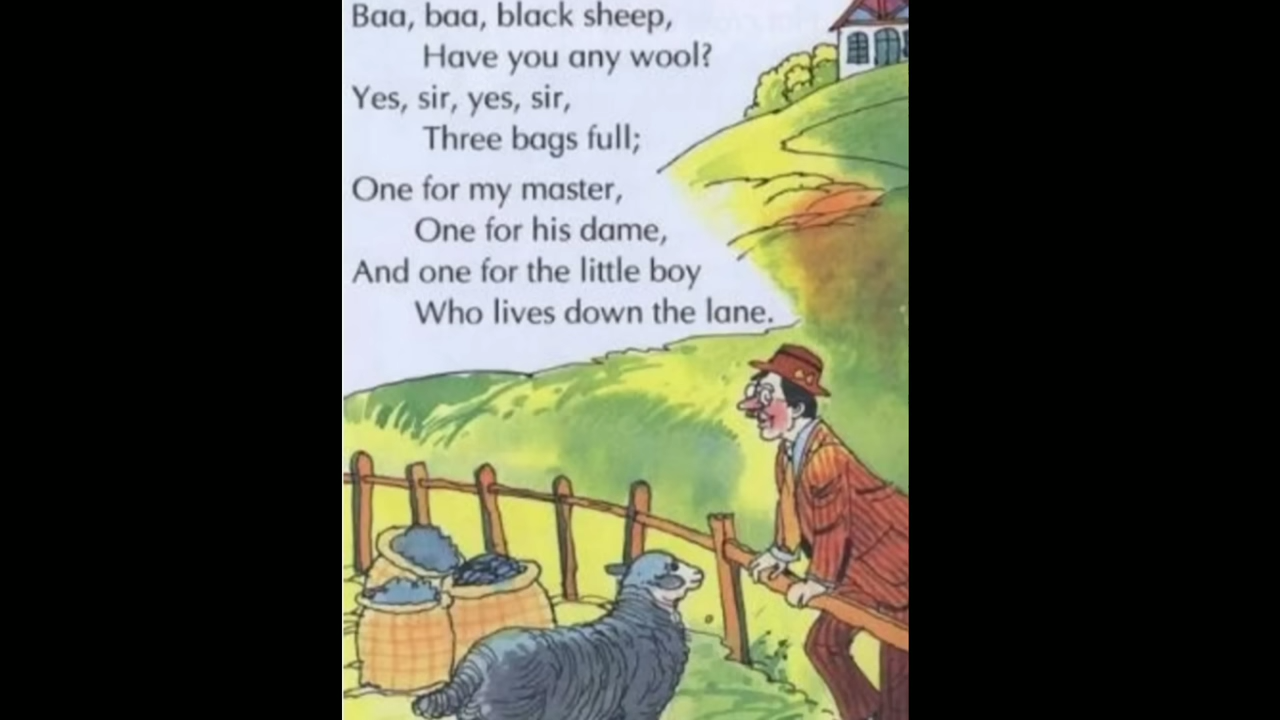 Baa, baa, black sheep,
Have you any wool?
Yes, sir, yes, sir,
Three bags full;
One for my master,
One for his dame,
And one for the little boy
Who lives down the lane.